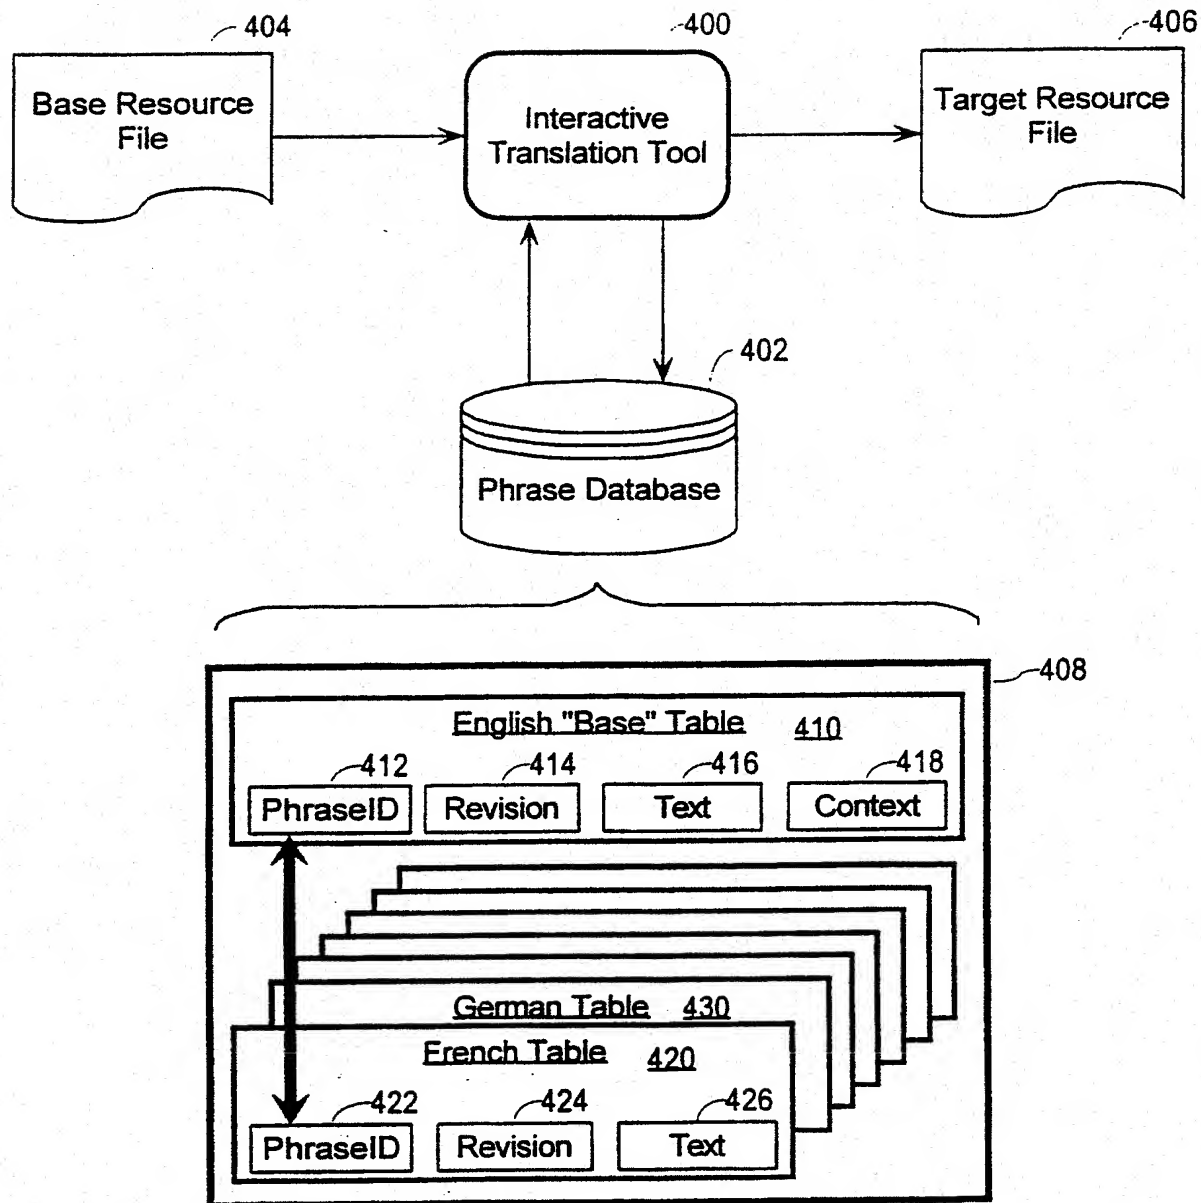 404
400
406
Base Resource
File
Interactive
Translation Tool
Target Resource
File
402
Phrase Database
408
English "Base" Table 410
412
414
416
418
PhraseID
Revision
Text
Context
German Table 430
French Table 420
422
424
426
PhraseID
Revision
Text